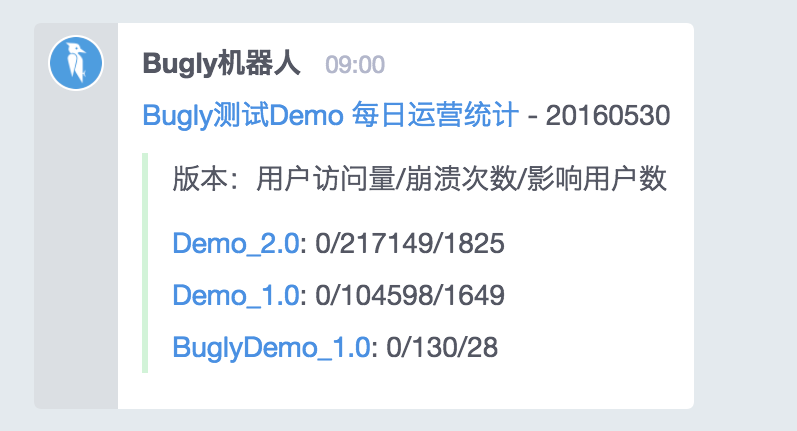 Bugly机器人 09:00
Bugly测试Demo 每日运营统计 - 20160530
版本：用户访问量/崩溃次数/影响用户数
Demo_2.0: 0/217149/1825
Demo_1.0: 0/104598/1649
BuglyDemo_1.0: 0/130/28